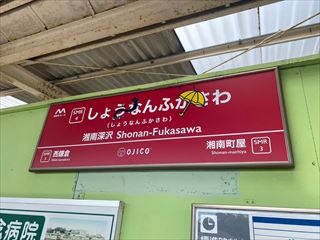 SMR
4
しょうなんふかさわ
(しょうなんふかさわ)
湘南深沢 Shonan-Fukasawa
西鎌倉
Nishi-Kamakura
OJICO
湘南町屋
Shonan-machiya
SMR
3
病院